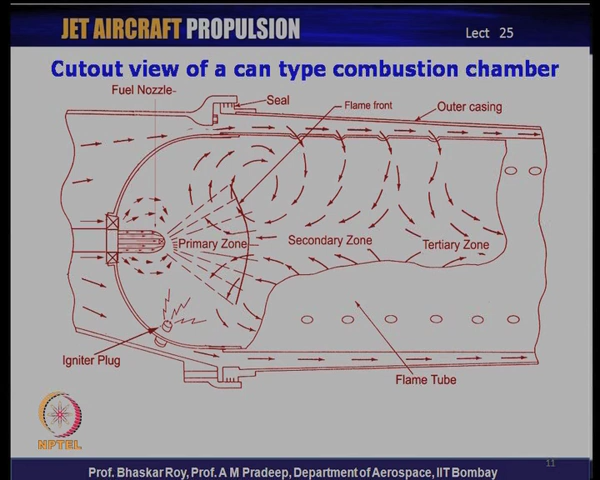 JET AIRCRAFT PROPULSION
Lect 25
Cutout view of a can type combustion chamber
Fuel Nozzle-
Seal
Flame front
Outer casing
Primary Zone
Secondary Zone
Tertiary Zone
Igniter Plug
Flame Tube
NPTEL
11
Prof. Bhaskar Roy, Prof. A M Pradeep, Department of Aerospace, IIT Bombay